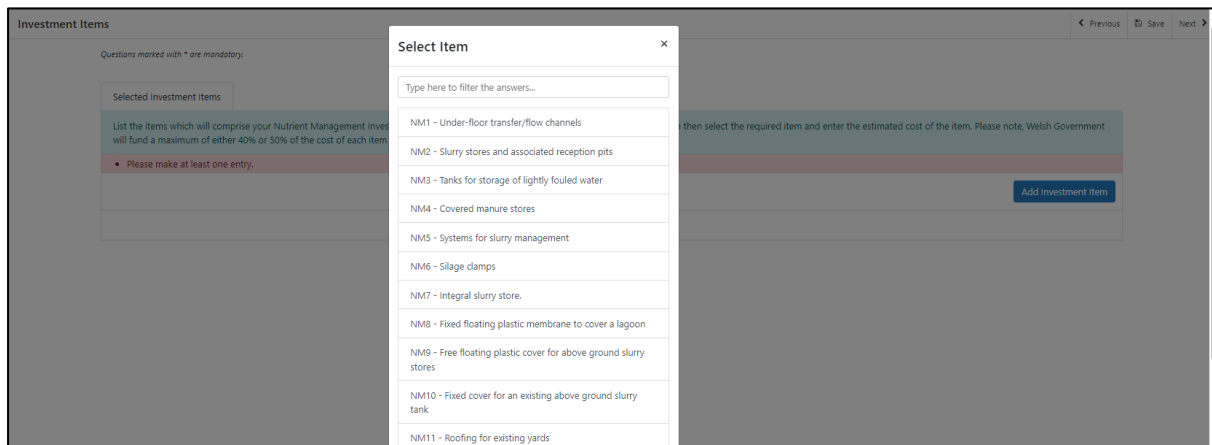 Investment Items
Previous
Save
Next
Questions marked with * are mandatory.
Selected Investment Items
List the items which will comprise your Nutrient Management Inves
then select the required item and enter the estimated cost of the item. Please note, Welsh Government
will fund a maximum of either 40% or 50% of the cost of each item
• Please make at least one entry.
Add Investment Item
Select Item
×
Type here to filter the answers...
NM1 - Under-floor transfer/flow channels
NM2 - Slurry stores and associated reception pits
NM3 - Tanks for storage of lightly fouled water
NM4 - Covered manure stores
NM5 - Systems for slurry management
NM6 - Silage clamps
NM7 - Integral slurry store.
NM8 - Fixed floating plastic membrane to cover a lagoon
NM9 - Free floating plastic cover for above ground slurry
stores
NM10 - Fixed cover for an existing above ground slurry
tank
NM11 - Roofing for existing yards